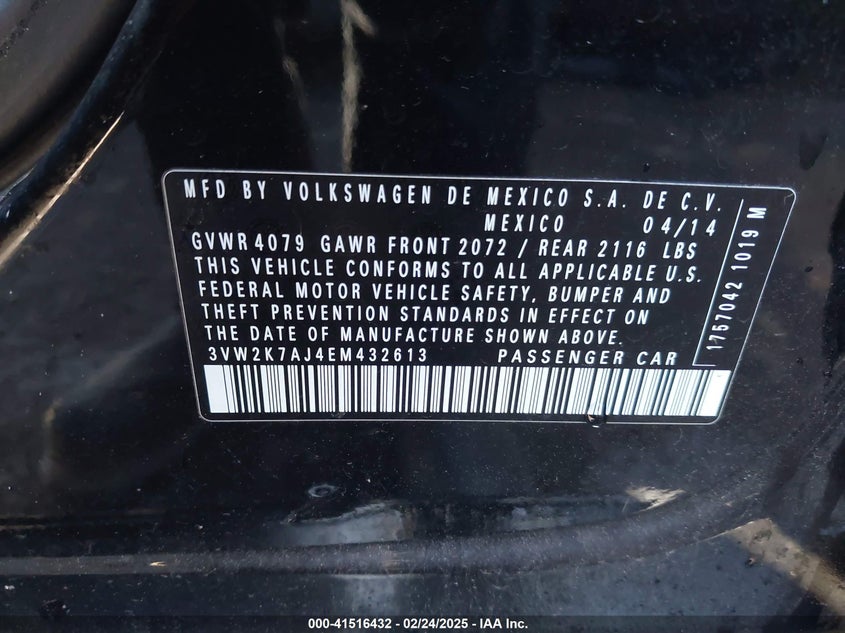 MFD BY VOLKSWAGEN DE MEXICO S.A. DE C.V.
MEXICO 04/14
GVWR 4079 GAWR FRONT 2072 / REAR 2116 LBS
THIS VEHICLE CONFORMS TO ALL APPLICABLE U.S.
FEDERAL MOTOR VEHICLE SAFETY, BUMPER AND
THEFT PREVENTION STANDARDS IN EFFECT ON
THE DATE OF MANUFACTURE SHOWN ABOVE.
3VW2K7AJ4EM432613 PASSENGER CAR
1757042 1019 M
000-41516432 - 02/24/2025 - IAA Inc.